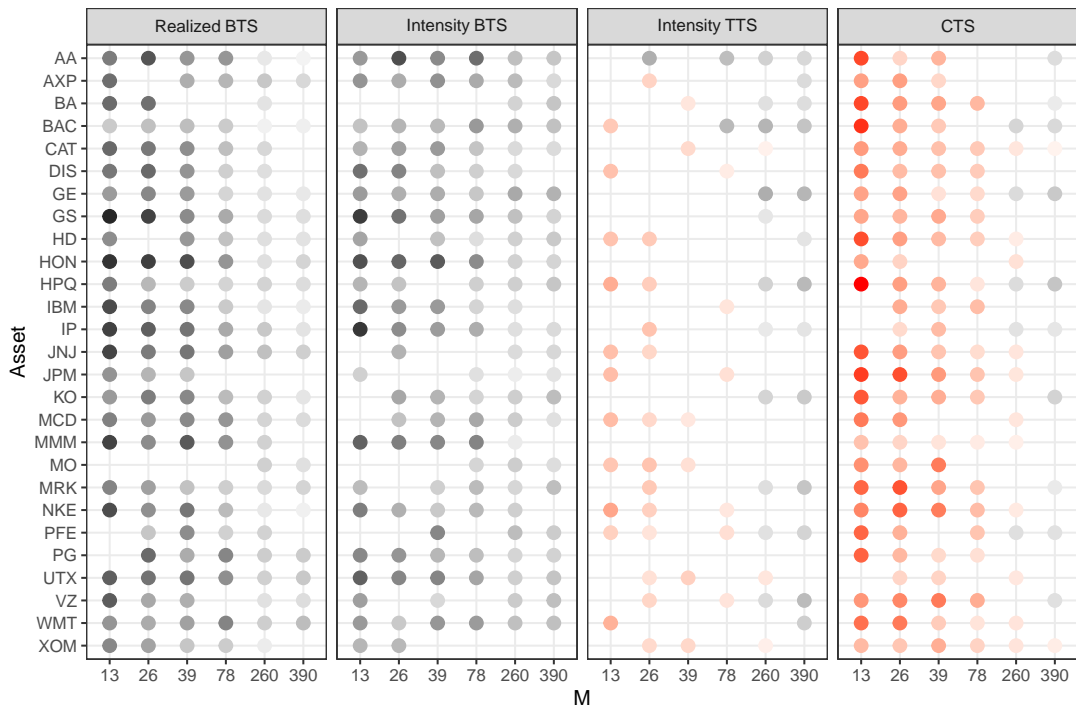 Realized BTS Intensity BTS Intensity TTS CTS
AA
AXP
BA
BAC
CAT
DIS
GE
GS
HD
HON
HPQ
IBM
IP
JNJ
JPM
KO
MCD
MMM
MO
MRK
NKE
PFE
PG
UTX
VZ
WMT
XOM
Asset
13 26 39 78 260 390 13 26 39 78 260 390 13 26 39 78 260 390 13 26 39 78 260 390
M